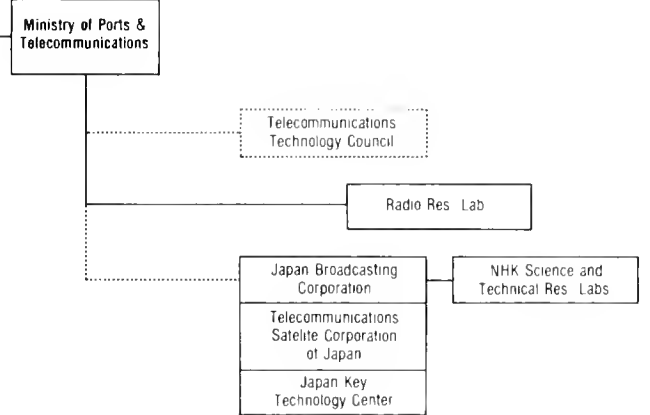 Ministry of Ports &
Telecommunications
Telecommunications
Technology Council
Radio Res Lab
Japan Broadcasting
Corporation
NHK Science and
Technical Res Labs
Telecommunications
Satelite Corporation
of Japan
Japan Key
Technology Center